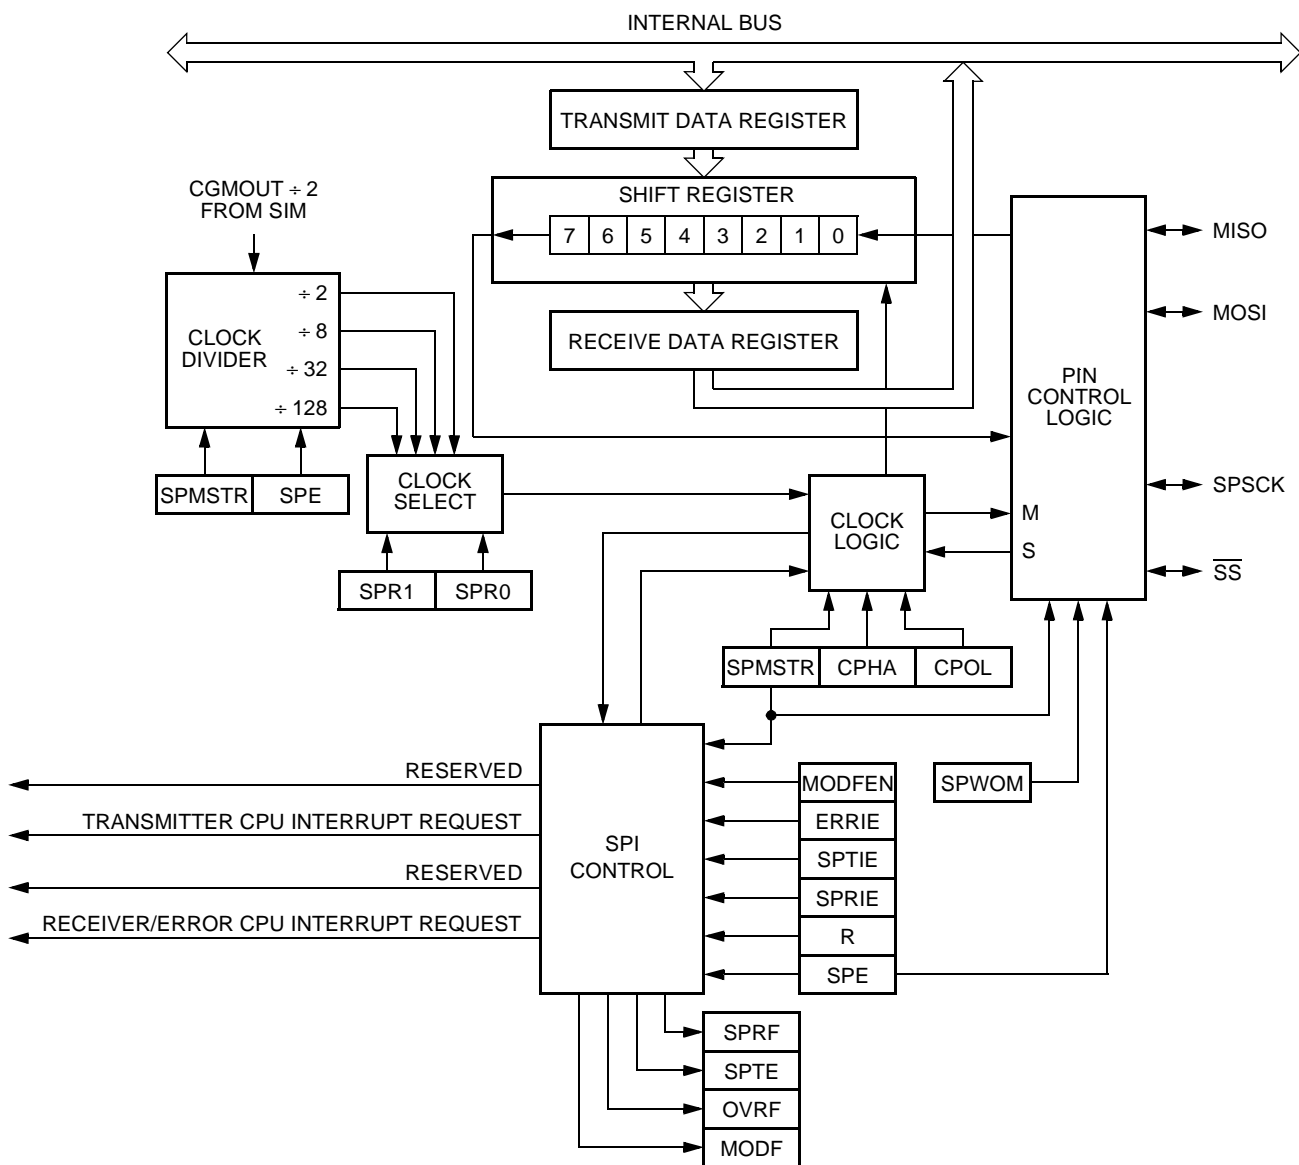 INTERNAL BUS
TRANSMIT DATA REGISTER
SHIFT REGISTER
7 6 5 4 3 2 1 0
RECEIVE DATA REGISTER
CGMOUT ÷ 2
FROM SIM
CLOCK
DIVIDER
÷ 2
÷ 8
÷ 32
÷ 128
SPMSTR SPE
CLOCK
SELECT
SPR1 SPR0
CLOCK
LOGIC
SPMSTR CPHA CPOL
PIN
CONTROL
LOGIC
M
S
MISO
MOSI
SPSCK
SS
SPWOM
RESERVED
TRANSMITTER CPU INTERRUPT REQUEST
RESERVED
RECEIVER/ERROR CPU INTERRUPT REQUEST
SPI
CONTROL
MODFEN
ERRIE
SPTIE
SPRIE
R
SPE
SPRF
SPTE
OVRF
MODF